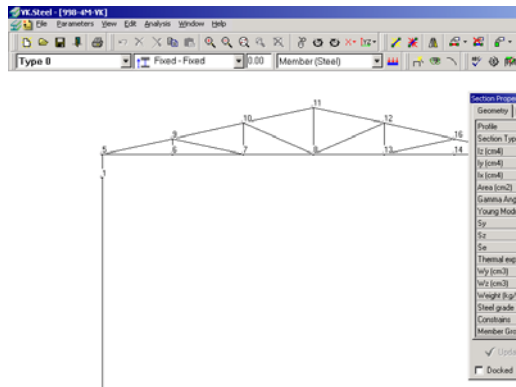 VK.Steel - [998-4M-VK]
File Parameters View Edit Analysis Window Help
Type 0 Fixed - Fixed 0.00 Member (Steel)
11
10 12
9 16
5 6 7 8 13 14
1
Section Prope
Geometry
Profile
Section Typ
Iz (cm4)
Iy (cm4)
Ix (cm4)
Area (cm2)
Gamma Ang
Young Modu
Sy
Sz
Se
Thermal exp
Wy (cm3)
Wz (cm3)
Weight (kg/
Steel grade
Constrains
Member Gro
Upda
Docked